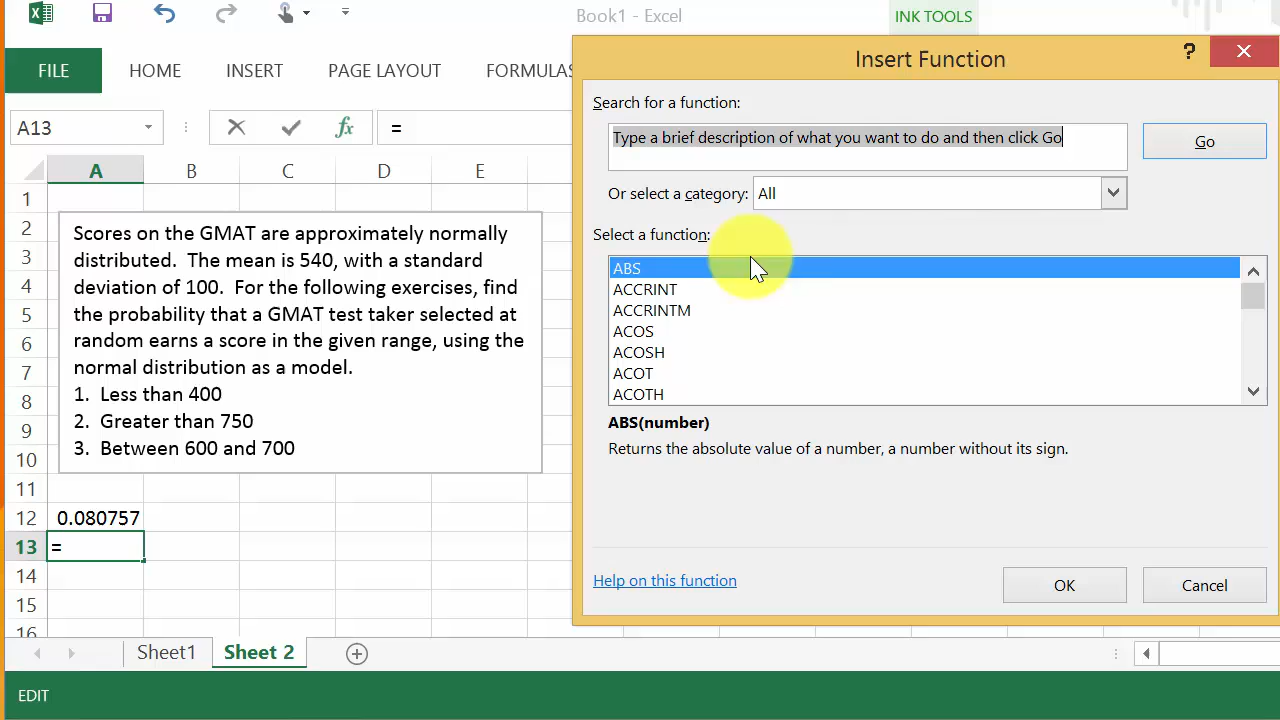 Book1 - Excel
INK TOOLS
FILE
HOME
INSERT
PAGE LAYOUT
FORMULAS
A13
fx
=
A
B
C
D
E
1
2
3
4
5
6
7
8
9
10
11
12
13
14
15
16
Scores on the GMAT are approximately normally
distributed. The mean is 540, with a standard
deviation of 100. For the following exercises, find
the probability that a GMAT test taker selected at
random earns a score in the given range, using the
normal distribution as a model.
1. Less than 400
2. Greater than 750
3. Between 600 and 700
0.080757
=
Insert Function
?
Search for a function:
Type a brief description of what you want to do and then click Go
Go
Or select a category:
All
Select a function:
ABS
ACCRINT
ACCRINTM
ACOS
ACOSH
ACOT
ACOTH
ABS(number)
Returns the absolute value of a number, a number without its sign.
Help on this function
OK
Cancel
Sheet1
Sheet 2
EDIT